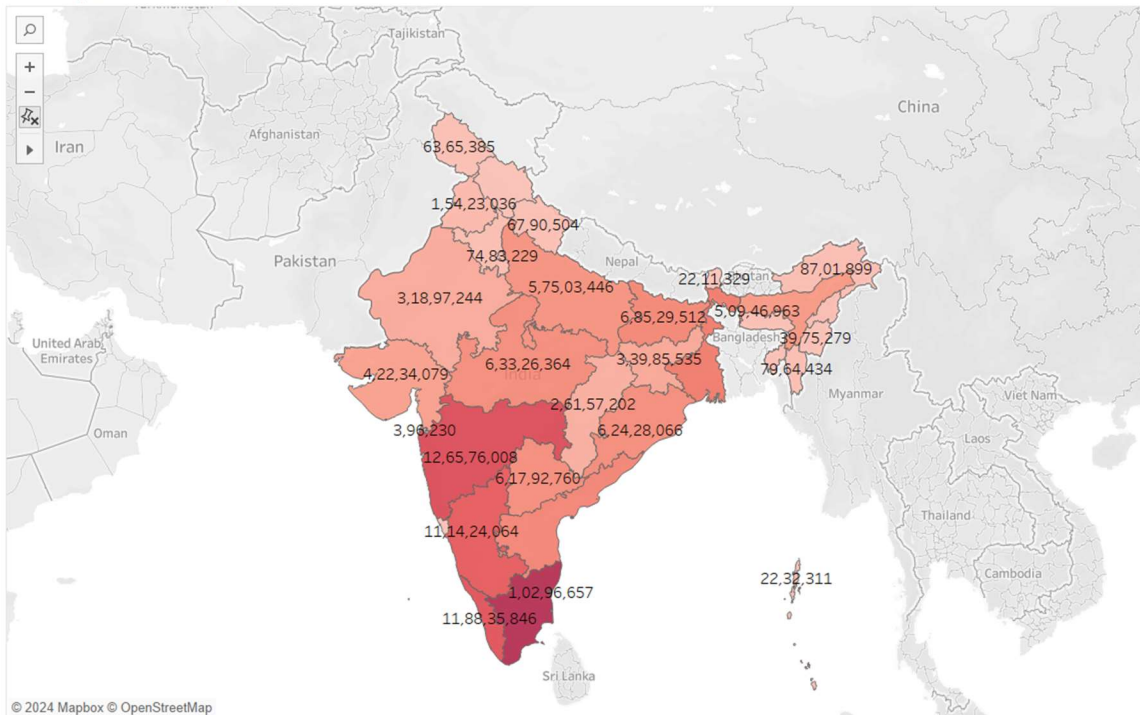 Turkmenistan
Tajikistan
China
Afghanistan
Iran
63,65,385
1,54,23,036
67,90,504
74,83,229
Pakistan
Nepal
22,11,329
87,01,899
3,18,97,244
5,75,03,446
6,85,29,512
5,09,46,963
Bangladesh
39,75,279
United Arab
Emirates
6,33,26,364
3,39,85,535
79,64,434
4,22,34,079
India
Myanmar
Viet Nam
2,61,57,202
Oman
3,96,230
6,24,28,066
Laos
12,65,76,008
6,17,92,760
Thailand
11,14,24,064
Cambodia
22,32,311
1,02,96,657
11,88,35,846
Sri Lanka
© 2024 Mapbox © OpenStreetMap